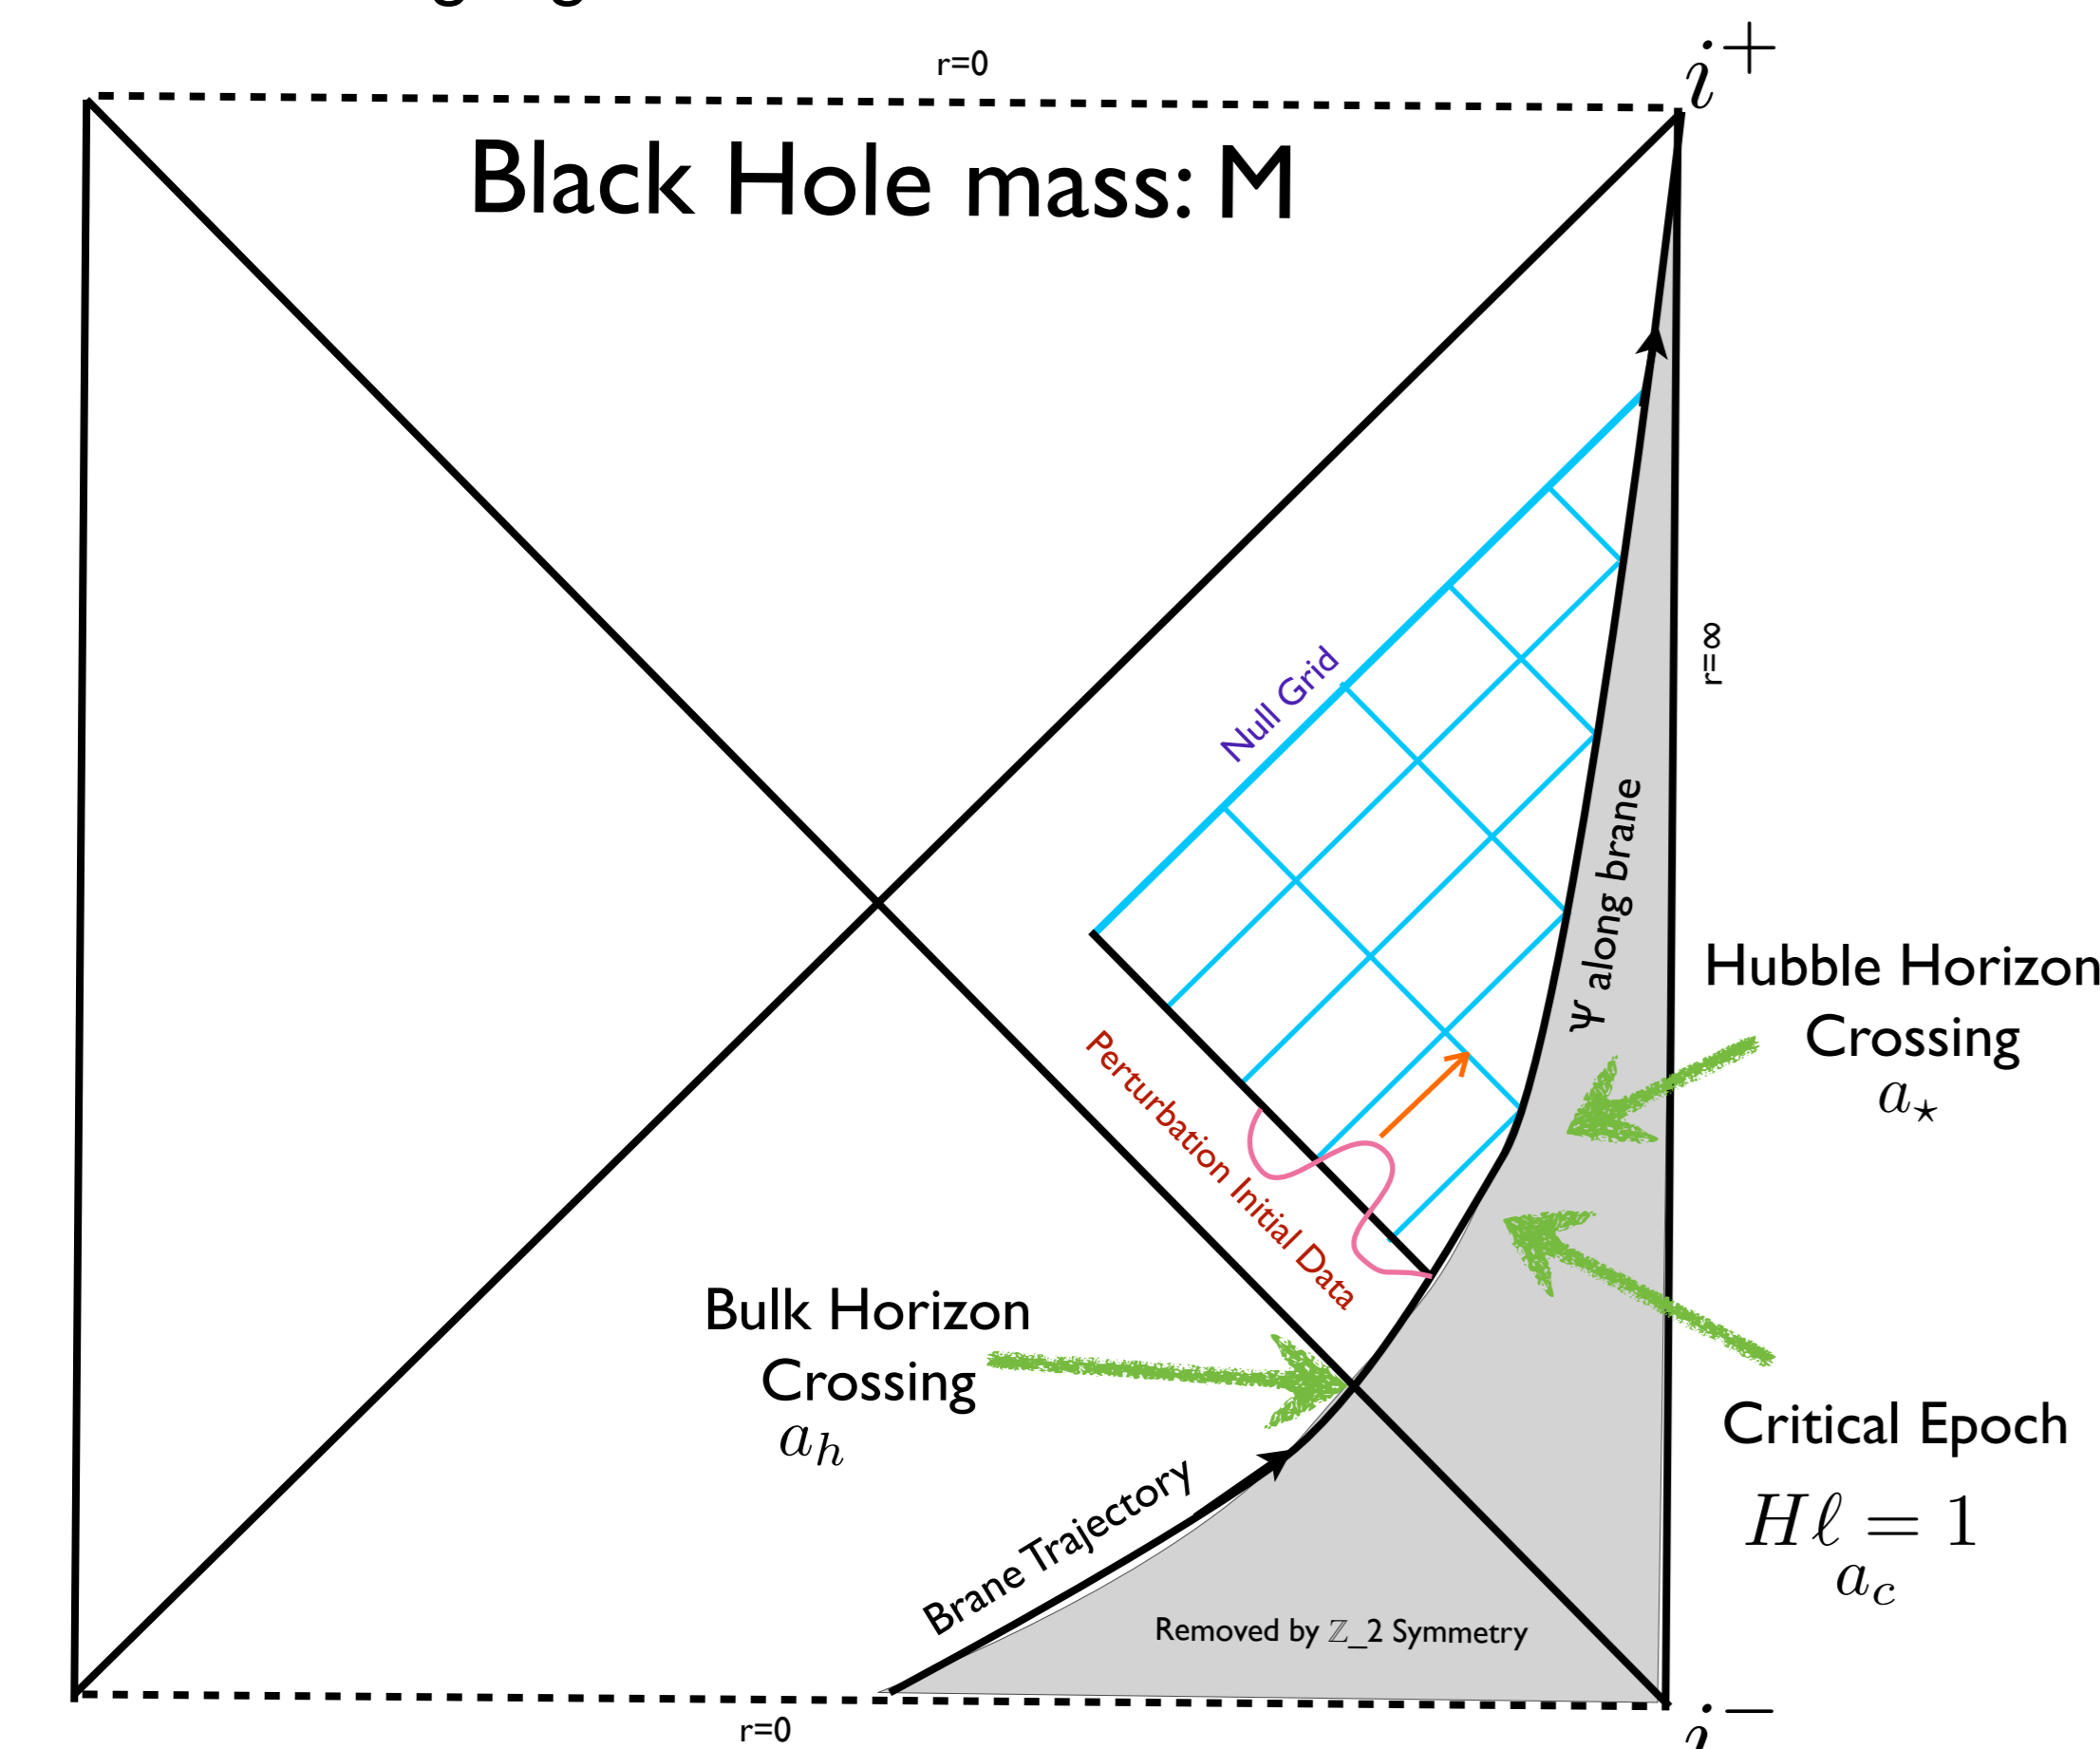 r=0
i⁺
Black Hole mass: M
Null Grid
r=∞
Ψ along brane
Hubble Horizon
Crossing
a⋆
Perturbation Initial Data
Bulk Horizon
Crossing
a_h
Critical Epoch
Hℓ = 1
a_c
Brane Trajectory
Removed by ℤ_2 Symmetry
r=0
i⁻